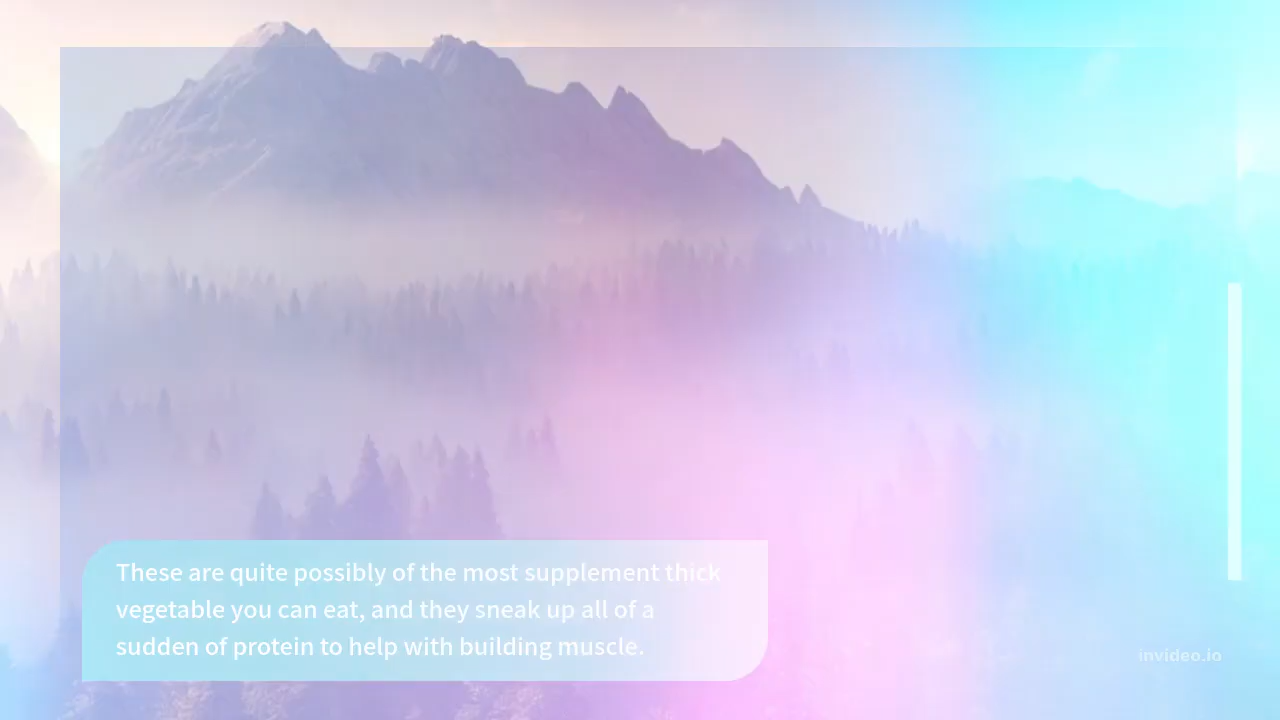 These are quite possibly of the most supplement thick
vegetable you can eat, and they sneak up all of a
sudden of protein to help with building muscle.
invideo.io